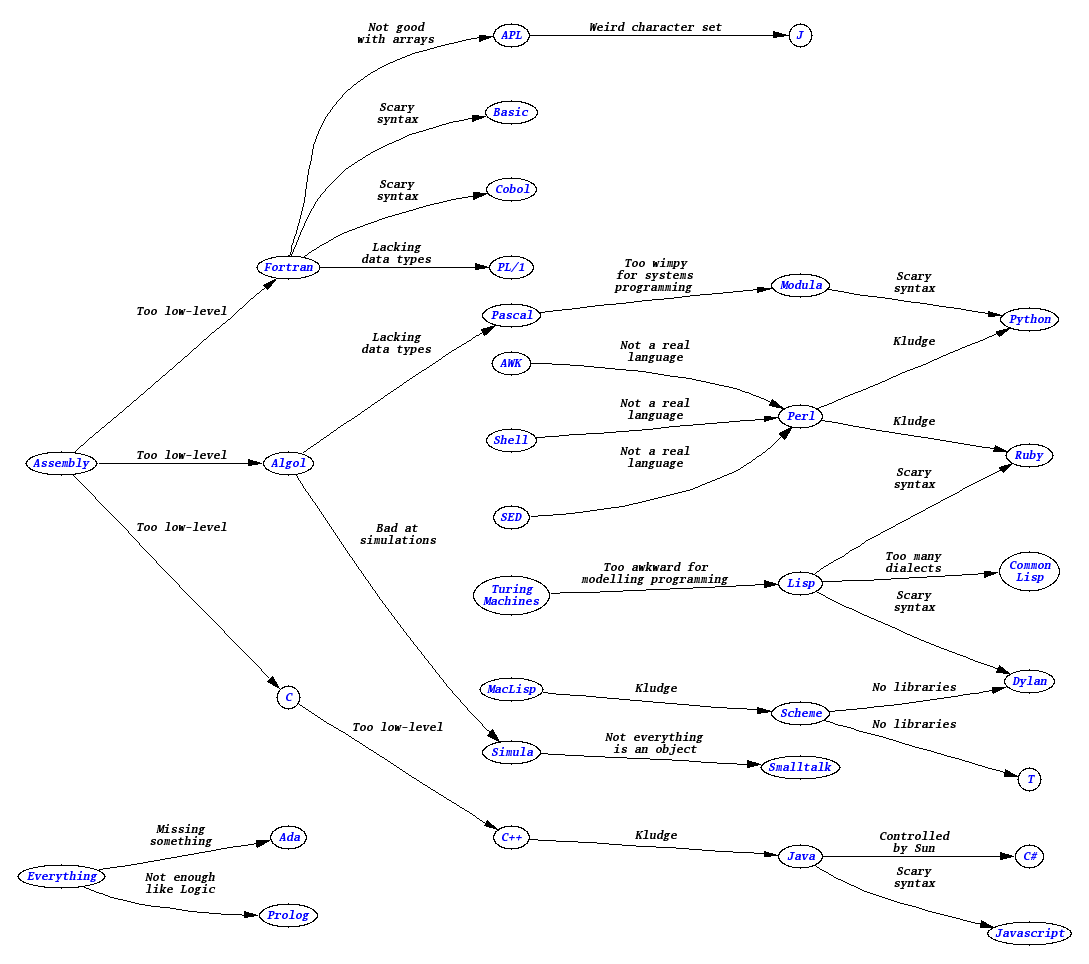 Not good
with arrays
APL
Weird character set
J
Scary
syntax
Basic
Scary
syntax
Cobol
Fortran
Lacking
data types
PL/1
Too low-level
Too wimpy
for systems
programming
Modula
Scary
syntax
Pascal
Python
Lacking
data types
AWK
Not a real
language
Kludge
Perl
Not a real
language
Shell
Kludge
Ruby
Assembly
Too low-level
Algol
Not a real
language
Scary
syntax
SED
Too low-level
Bad at
simulations
Turing
Machines
Too awkward for
modelling programming
Lisp
Too many
dialects
Common
Lisp
Scary
syntax
Dylan
MacLisp
Kludge
Scheme
No libraries
No libraries
T
C
Too low-level
Simula
Not everything
is an object
Smalltalk
Missing
something
Ada
C++
Kludge
Java
Controlled
by Sun
C#
Everything
Not enough
like Logic
Prolog
Scary
syntax
Javascript